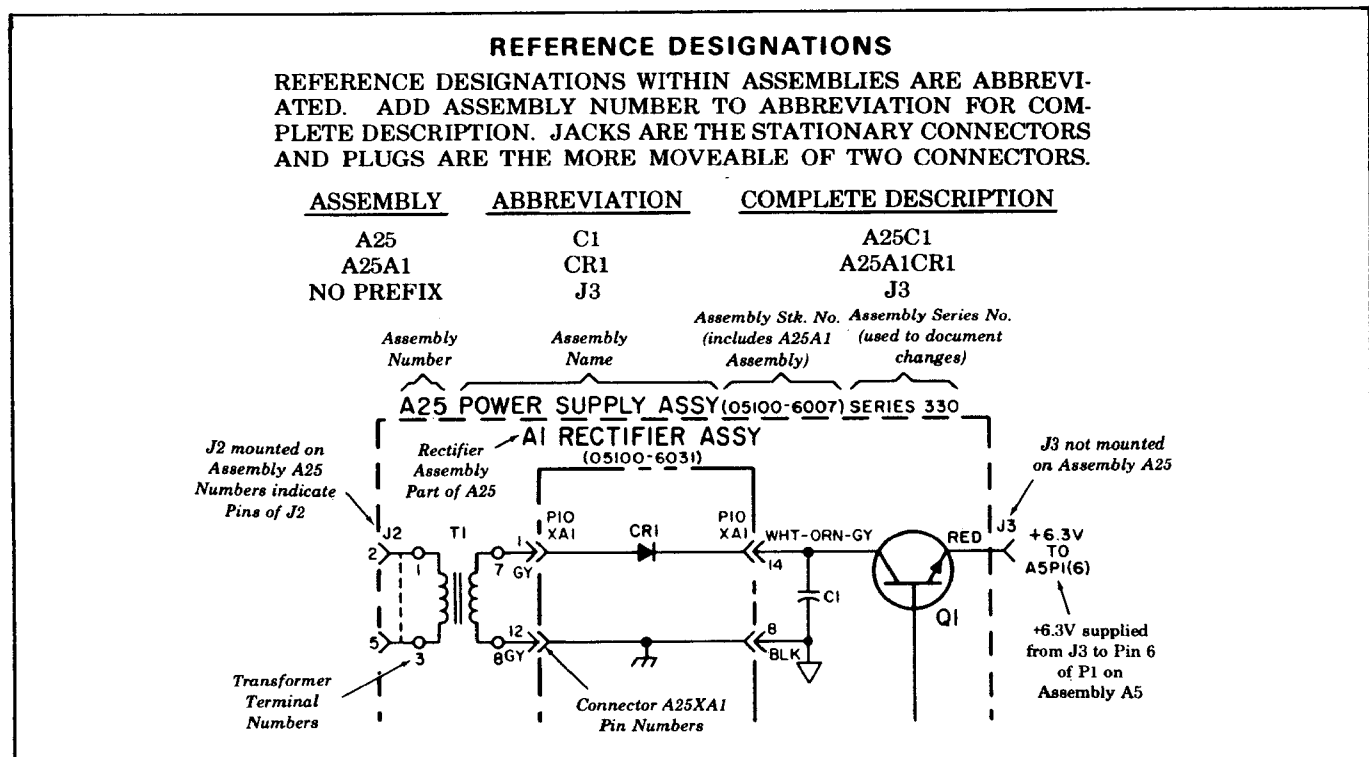 REFERENCE DESIGNATIONS
REFERENCE DESIGNATIONS WITHIN ASSEMBLIES ARE ABBREVI-
ATED. ADD ASSEMBLY NUMBER TO ABBREVIATION FOR COM-
PLETE DESCRIPTION. JACKS ARE THE STATIONARY CONNECTORS
AND PLUGS ARE THE MORE MOVEABLE OF TWO CONNECTORS.
ASSEMBLY ABBREVIATION COMPLETE DESCRIPTION
A25 C1 A25C1
A25A1 CR1 A25A1CR1
NO PREFIX J3 J3
Assembly
Number
Assembly
Name
Assembly Stk. No.
(includes A25A1
Assembly)
Assembly Series No.
(used to document
changes)
A25 POWER SUPPLY ASSY (05100-6007) SERIES 330
A1 RECTIFIER ASSY
(05100-6031)
J2 mounted on
Assembly A25
Numbers indicate
Pins of J2
Rectifier
Assembly
Part of A25
J3 not mounted
on Assembly A25
J2
T1
P10
XA1
CR1
P10
XA1
WHT-ORN-GY
RED
J3
+6.3V
TO
A5P1(6)
2
1
7
1
GY
14
C1
Q1
5
3
8
12
GY
8
BLK
+6.3V supplied
from J3 to Pin 6
of P1 on
Assembly A5
Transformer
Terminal
Numbers
Connector A25XA1
Pin Numbers